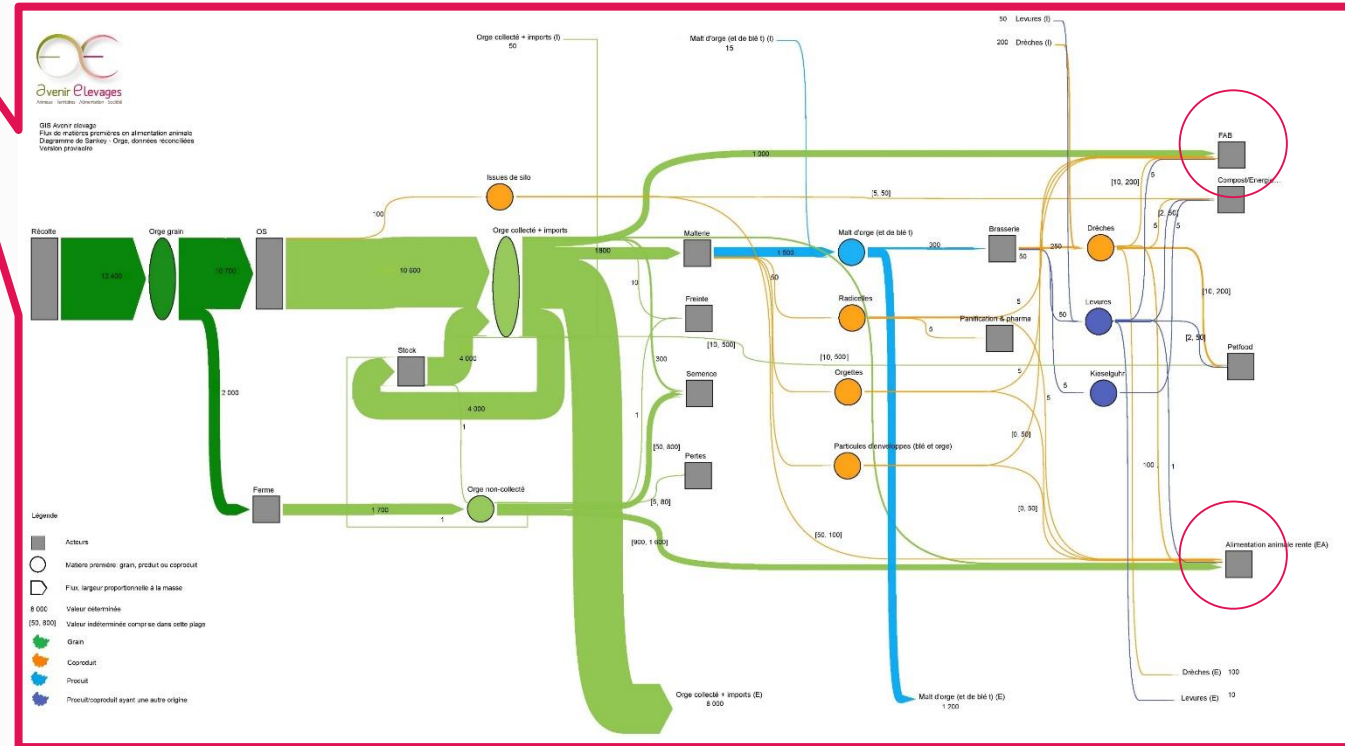 avenir Elevages
Animaux Territoires Alimentation Société
GIS Avenir élevage
Flux de matières premières en alimentation animale
Diagramme de Sankey - Orge, données réconciliées
Version provisoire
Orge collecté + imports (I)
50
Malt d'orge (et de blé t) (I)
15
50 Levures (I)
200 Drèches (I)
FAB
1 000
5
[10, 200]
Compost/Energie...
Issues de silo
[5, 50]
[2, 50]
100
Récolte
Orge grain
OS
Orge collecté + imports
Malterie
Malt d'orge (et de blé t)
Brasserie
Drèches
5
5
12 400
10 700
10 600
1800
1 500
300
50
250
50
10
Radicelles
Freinte
5
5
Panification & pharma
Levures
50
[10, 200]
Stock
4 000
[10, 500]
[10, 500]
[2, 50]
Petfood
300
Semence
Orgettes
5
5
5
Kieselguhr
5
2 000
4 000
1
1
[50, 800]
[0, 50]
Particules d'enveloppes (blé et orge)
Pertes
100
1
Ferme
1 700
Orge non-collecté
[5, 80]
[0, 50]
1
[900, 1 600]
[50, 100]
Alimentation animale rente (EA)
Légende
Acteurs
Matière première: grain, produit ou coproduit
Flux, largeur proportionnelle à la masse
8 000 Valeur déterminée
[50, 800] Valeur indéterminée comprise dans cette plage
Grain
Coproduit
Produit
Produit/coproduit ayant une autre origine
Orge collecté + imports (E)
8 000
Malt d'orge (et de blé t) (E)
1 200
Drèches (E) 100
Levures (E) 10